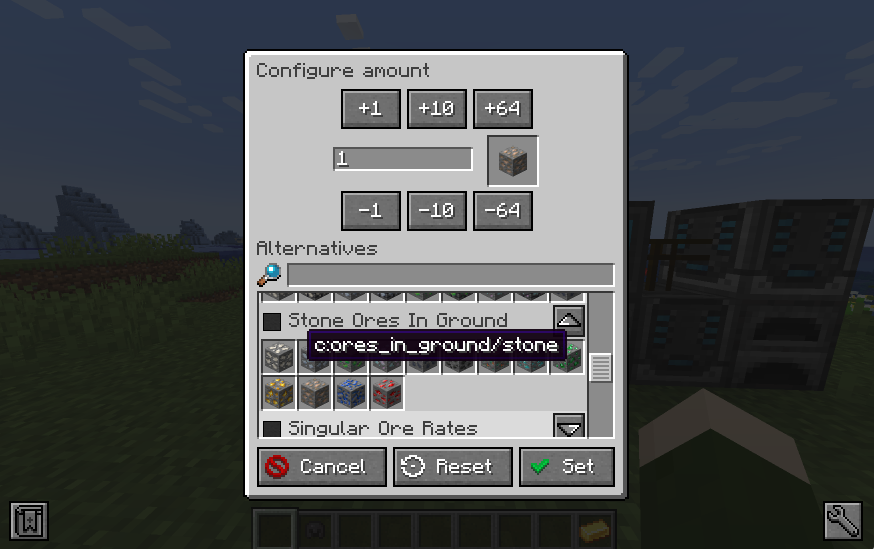 Configure amount
+1 +10 +64
1
-1 -10 -64
Alternatives
Stone Ores In Ground
c:ores_in_ground/stone
Singular Ore Rates
Cancel Reset Set